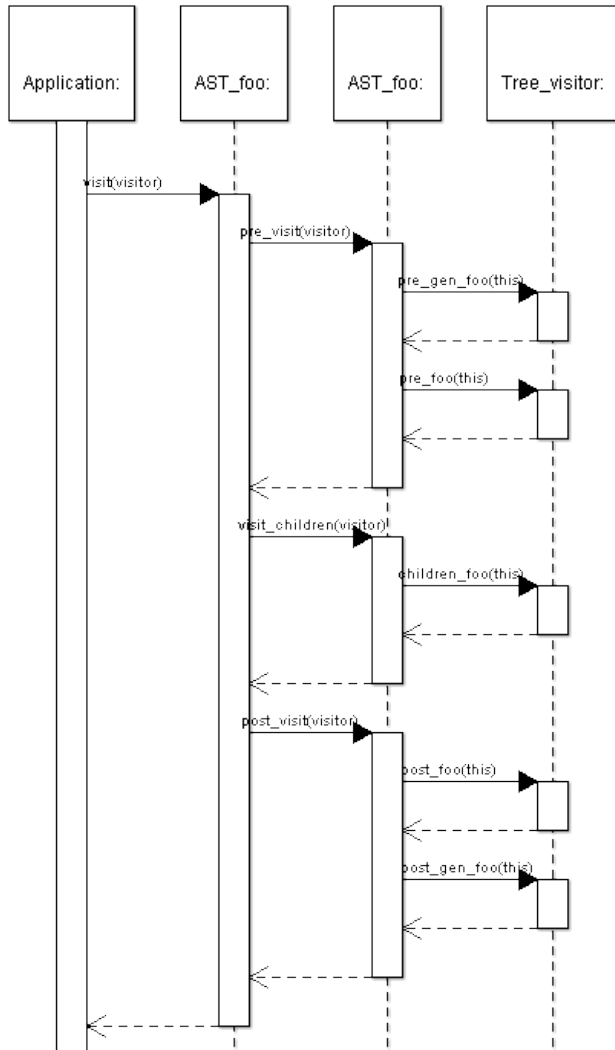 Application:
AST_foo:
AST_foo:
Tree_visitor:
visit(visitor)
pre_visit(visitor)
pre_gen_foo(this)
pre_foo(this)
visit_children(visitor)
children_foo(this)
post_visit(visitor)
post_foo(this)
post_gen_foo(this)